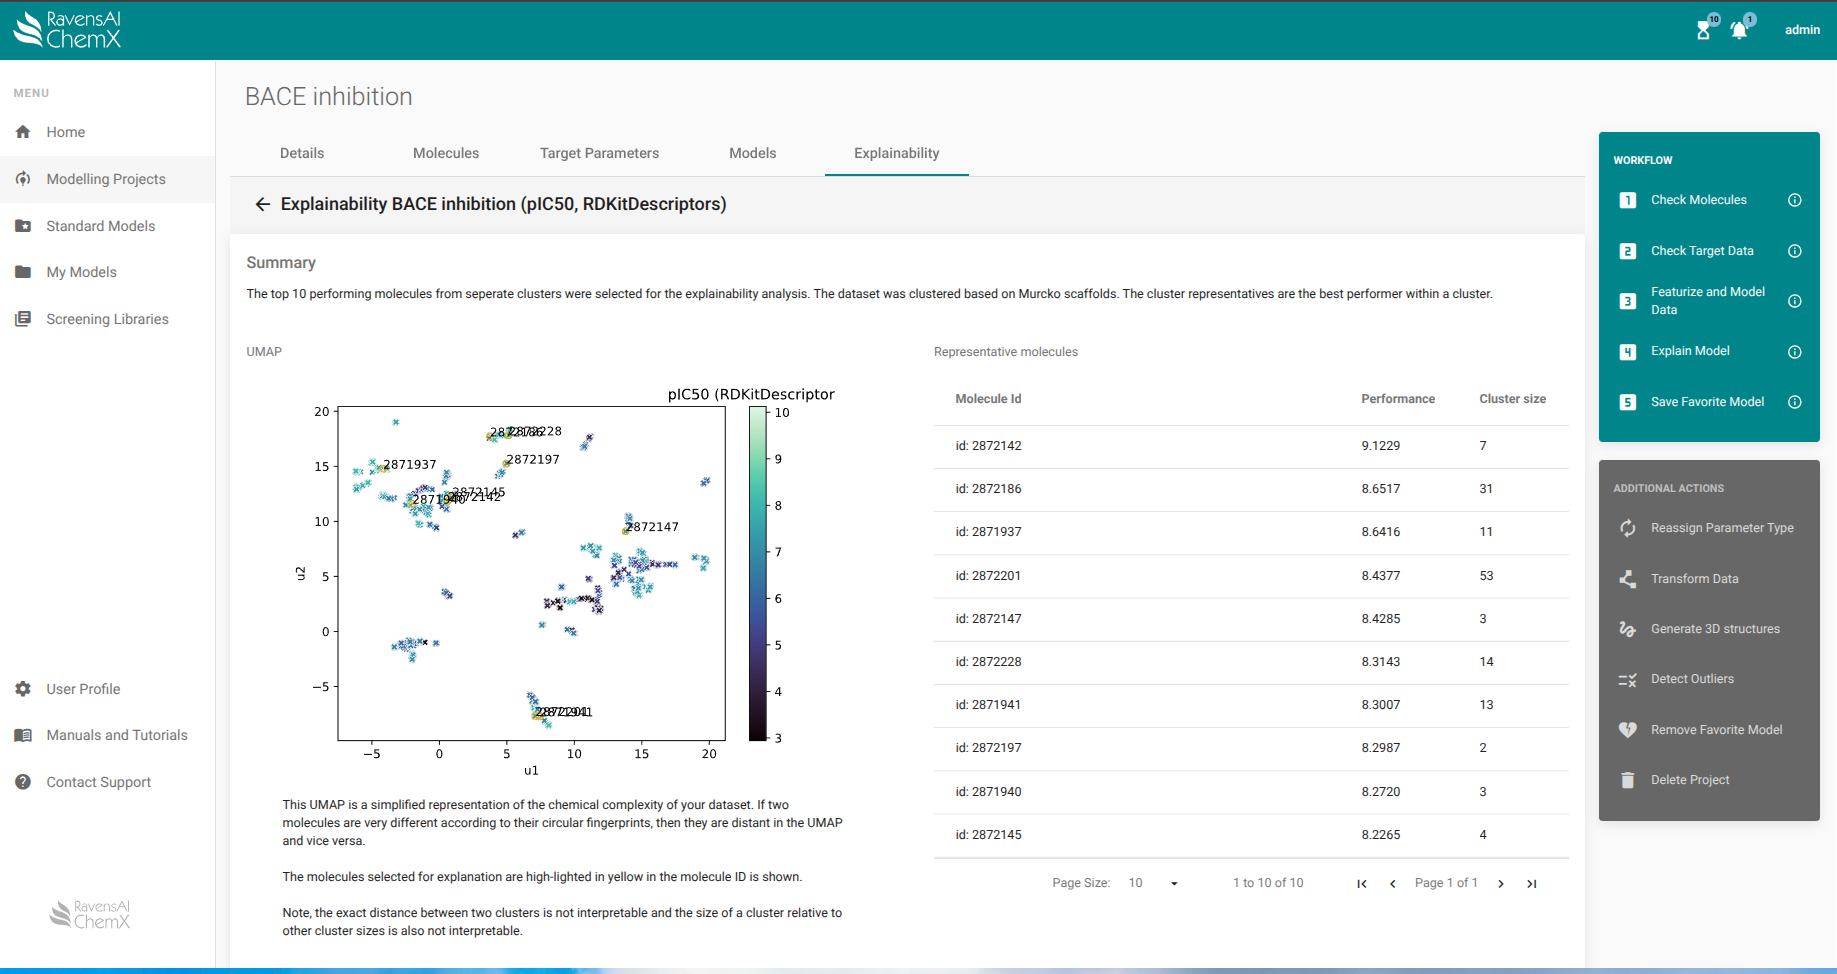 RavensAI
ChemX
10
1
admin
MENU
Home
Modelling Projects
Standard Models
My Models
Screening Libraries
User Profile
Manuals and Tutorials
Contact Support
RavensAI
ChemX
BACE inhibition
Details Molecules Target Parameters Models Explainability
Explainability BACE inhibition (pIC50, RDKitDescriptors)
Summary
The top 10 performing molecules from seperate clusters were selected for the explainability analysis. The dataset was clustered based on Murcko scaffolds. The cluster representatives are the best performer within a cluster.
UMAP
pIC50 (RDKitDescriptor
20
15
10
5
0
−5
u2
−5 0 5 10 15 20
u1
10
9
8
7
6
5
4
3
2872186
2872228
2872197
2871937
2872145
2872142
2871940
2872147
2872201
2871941
This UMAP is a simplified representation of the chemical complexity of your dataset. If two
molecules are very different according to their circular fingerprints, then they are distant in the UMAP
and vice versa.
The molecules selected for explanation are high-lighted in yellow in the molecule ID is shown.
Note, the exact distance between two clusters is not interpretable and the size of a cluster relative to
other cluster sizes is also not interpretable.
Representative molecules
Molecule Id Performance Cluster size
id: 2872142 9.1229 7
id: 2872186 8.6517 31
id: 2871937 8.6416 11
id: 2872201 8.4377 53
id: 2872147 8.4285 3
id: 2872228 8.3143 14
id: 2871941 8.3007 13
id: 2872197 8.2987 2
id: 2871940 8.2720 3
id: 2872145 8.2265 4
Page Size: 10 1 to 10 of 10 Page 1 of 1
WORKFLOW
1 Check Molecules
2 Check Target Data
3 Featurize and Model
Data
4 Explain Model
5 Save Favorite Model
ADDITIONAL ACTIONS
Reassign Parameter Type
Transform Data
Generate 3D structures
Detect Outliers
Remove Favorite Model
Delete Project